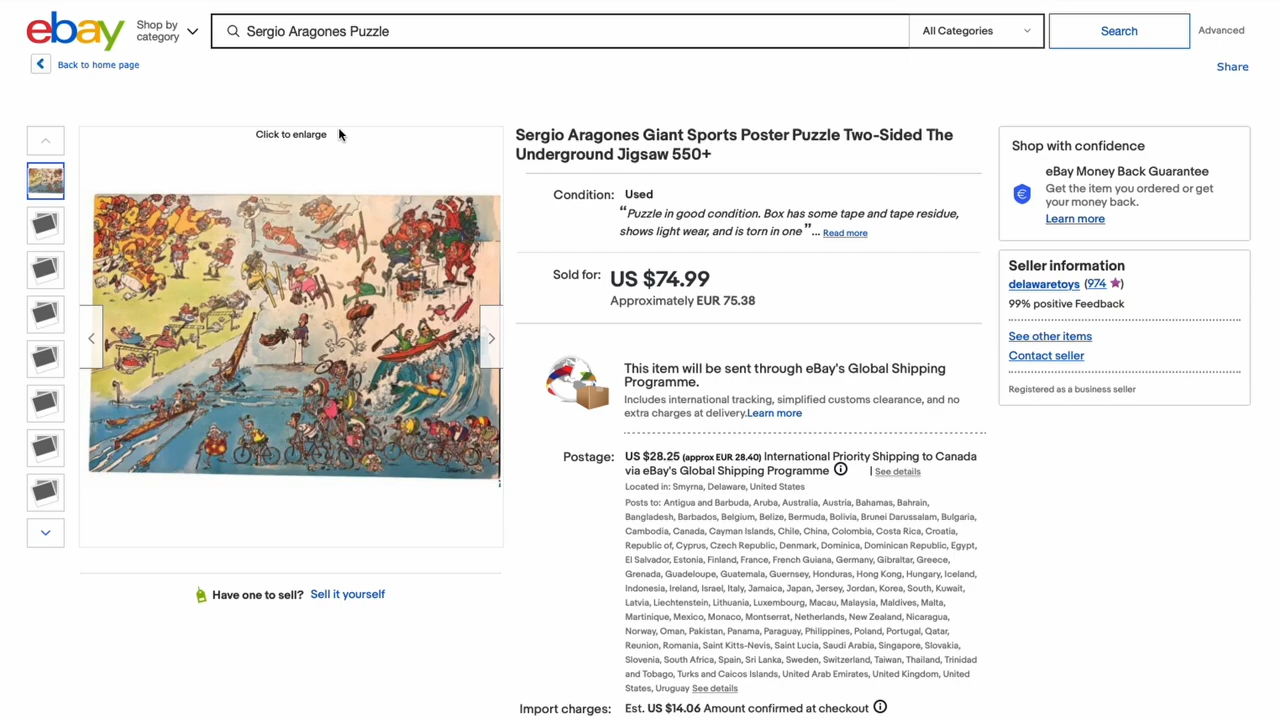 ebay
Shop by
category
Sergio Aragones Puzzle
All Categories
Search
Advanced
Back to home page
Share
Click to enlarge
Sergio Aragones Giant Sports Poster Puzzle Two-Sided The
Underground Jigsaw 550+
Condition: Used
“Puzzle in good condition. Box has some tape and tape residue,
shows light wear, and is torn in one ”... Read more
Sold for: US $74.99
Approximately EUR 75.38
This item will be sent through eBay's Global Shipping
Programme.
Includes international tracking, simplified customs clearance, and no
extra charges at delivery.Learn more
Postage: US $28.25 (approx EUR 28.40) International Priority Shipping to Canada
via eBay's Global Shipping Programme | See details
Located in: Smyrna, Delaware, United States
Posts to: Antigua and Barbuda, Aruba, Australia, Austria, Bahamas, Bahrain,
Bangladesh, Barbados, Belgium, Belize, Bermuda, Bolivia, Brunei Darussalam, Bulgaria,
Cambodia, Canada, Cayman Islands, Chile, China, Colombia, Costa Rica, Croatia,
Republic of, Cyprus, Czech Republic, Denmark, Dominica, Dominican Republic, Egypt,
El Salvador, Estonia, Finland, France, French Guiana, Germany, Gibraltar, Greece,
Grenada, Guadeloupe, Guatemala, Guernsey, Honduras, Hong Kong, Hungary, Iceland,
Indonesia, Ireland, Israel, Italy, Jamaica, Japan, Jersey, Jordan, Korea, South, Kuwait,
Latvia, Liechtenstein, Lithuania, Luxembourg, Macau, Malaysia, Maldives, Malta,
Martinique, Mexico, Monaco, Montserrat, Netherlands, New Zealand, Nicaragua,
Norway, Oman, Pakistan, Panama, Paraguay, Philippines, Poland, Portugal, Qatar,
Reunion, Romania, Saint Kitts-Nevis, Saint Lucia, Saudi Arabia, Singapore, Slovakia,
Slovenia, South Africa, Spain, Sri Lanka, Sweden, Switzerland, Taiwan, Thailand, Trinidad
and Tobago, Turks and Caicos Islands, United Arab Emirates, United Kingdom, United
States, Uruguay See details
Import charges: Est. US $14.06 Amount confirmed at checkout
Have one to sell? Sell it yourself
Shop with confidence
eBay Money Back Guarantee
Get the item you ordered or get
your money back.
Learn more
Seller information
delawaretoys (974)
99% positive Feedback
See other items
Contact seller
Registered as a business seller